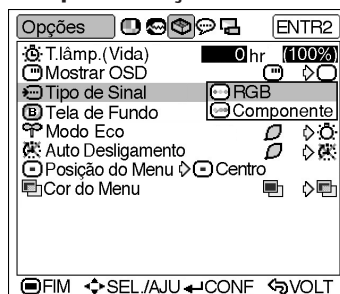 Opções ENTR2
T.lâmp.(Vida) 0 hr (100%)
Mostrar OSD
Tipo de Sinal RGB
B Tela de Fundo Componente
Modo Eco
Auto Desligamento
Posição do Menu Centro
Cor do Menu
FIM SEL./AJU CONF VOLT